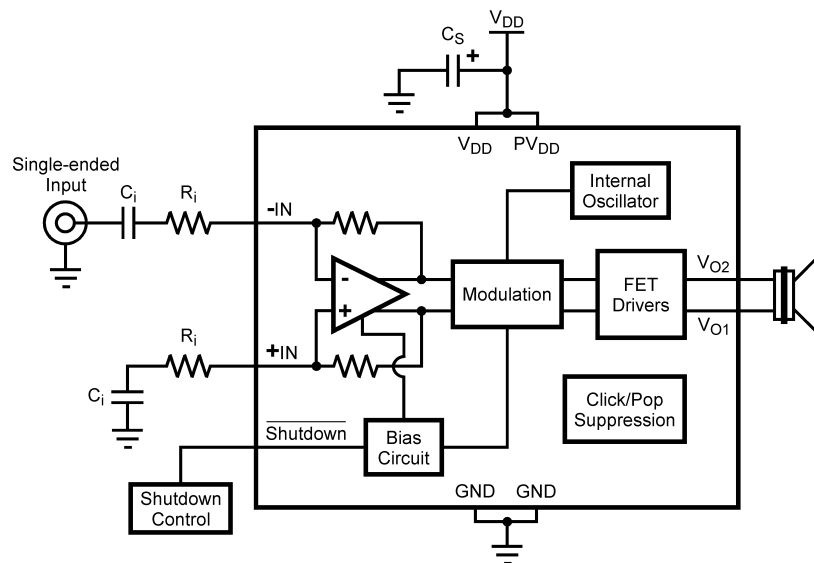 V_DD
C_S +
V_DD PV_DD
Single-ended
Input
C_i R_i
-IN
Internal
Oscillator
-
+
Modulation
FET
Drivers
V_O2
V_O1
R_i
+IN
C_i
Shutdown
Bias
Circuit
Click/Pop
Suppression
Shutdown
Control
GND GND